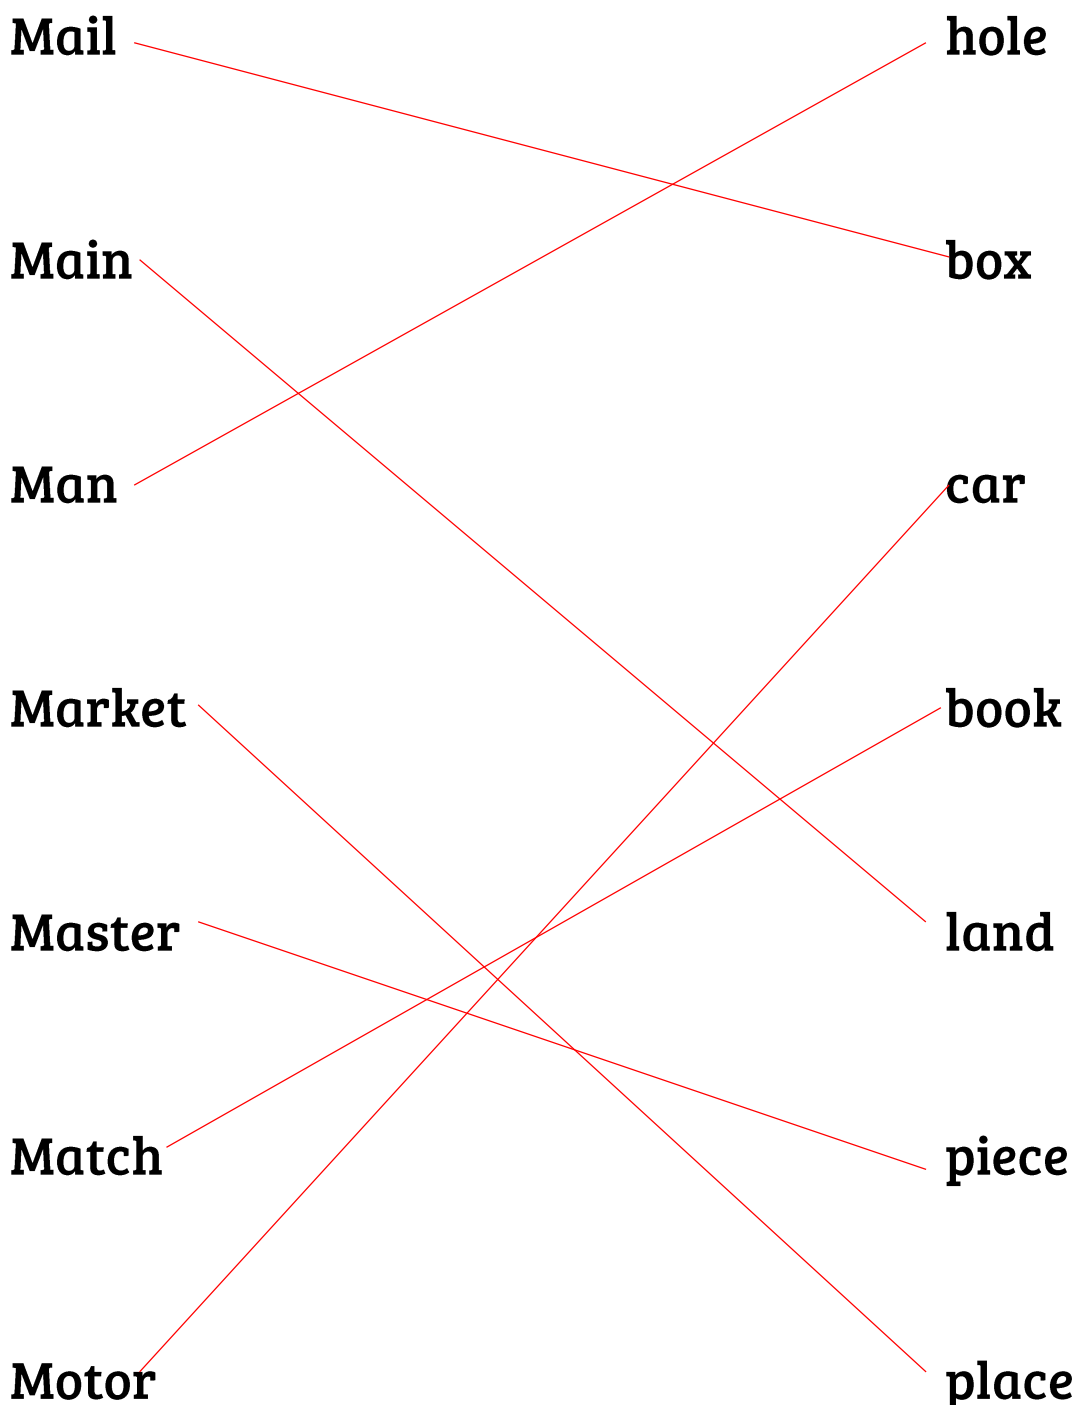 Mail hole
Main box
Man car
Market book
Master land
Match piece
Motor place